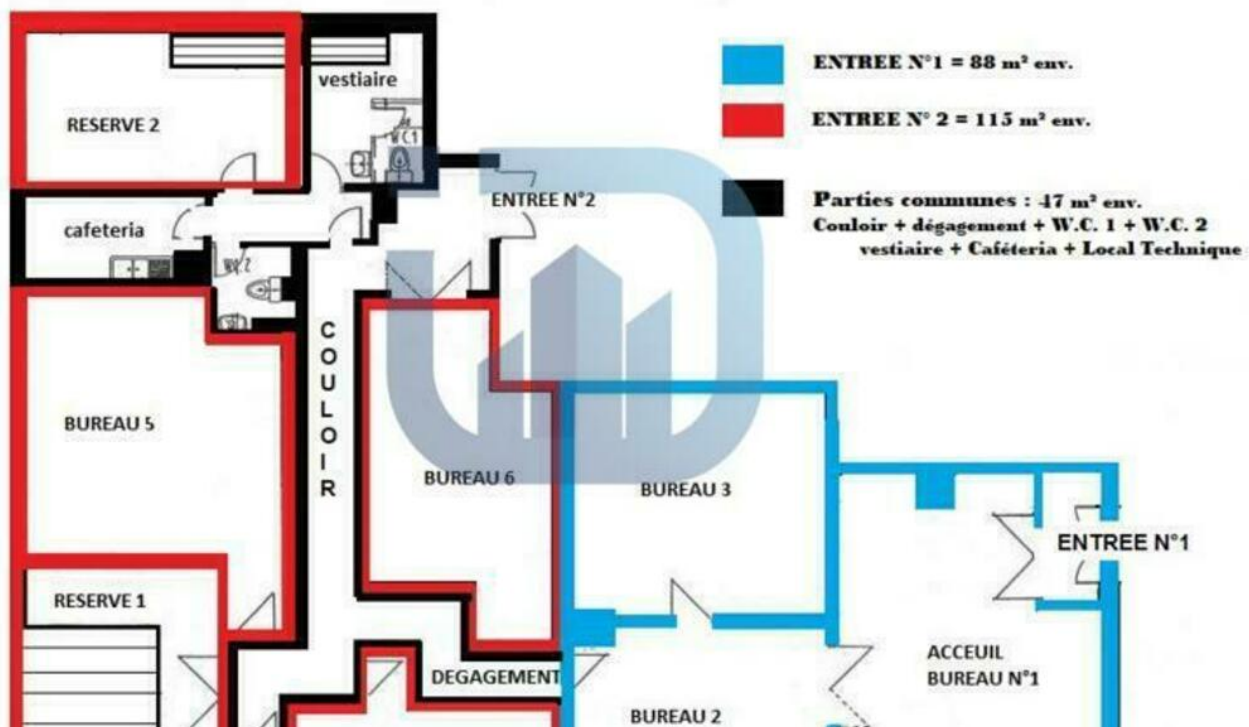 vestiaire
RESERVE 2
W.C.1
ENTREE N°2
cafeteria
W.C. 2
COULOIR
BUREAU 5
BUREAU 6
BUREAU 3
ENTREE N°1
RESERVE 1
ACCEUIL
BUREAU N°1
DEGAGEMENT
BUREAU 2
ENTREE N°1 = 88 m² env.
ENTREE N° 2 = 115 m² env.
Parties communes : 47 m² env.
Couloir + dégagement + W.C. 1 + W.C. 2
vestiaire + Caféteria + Local Technique